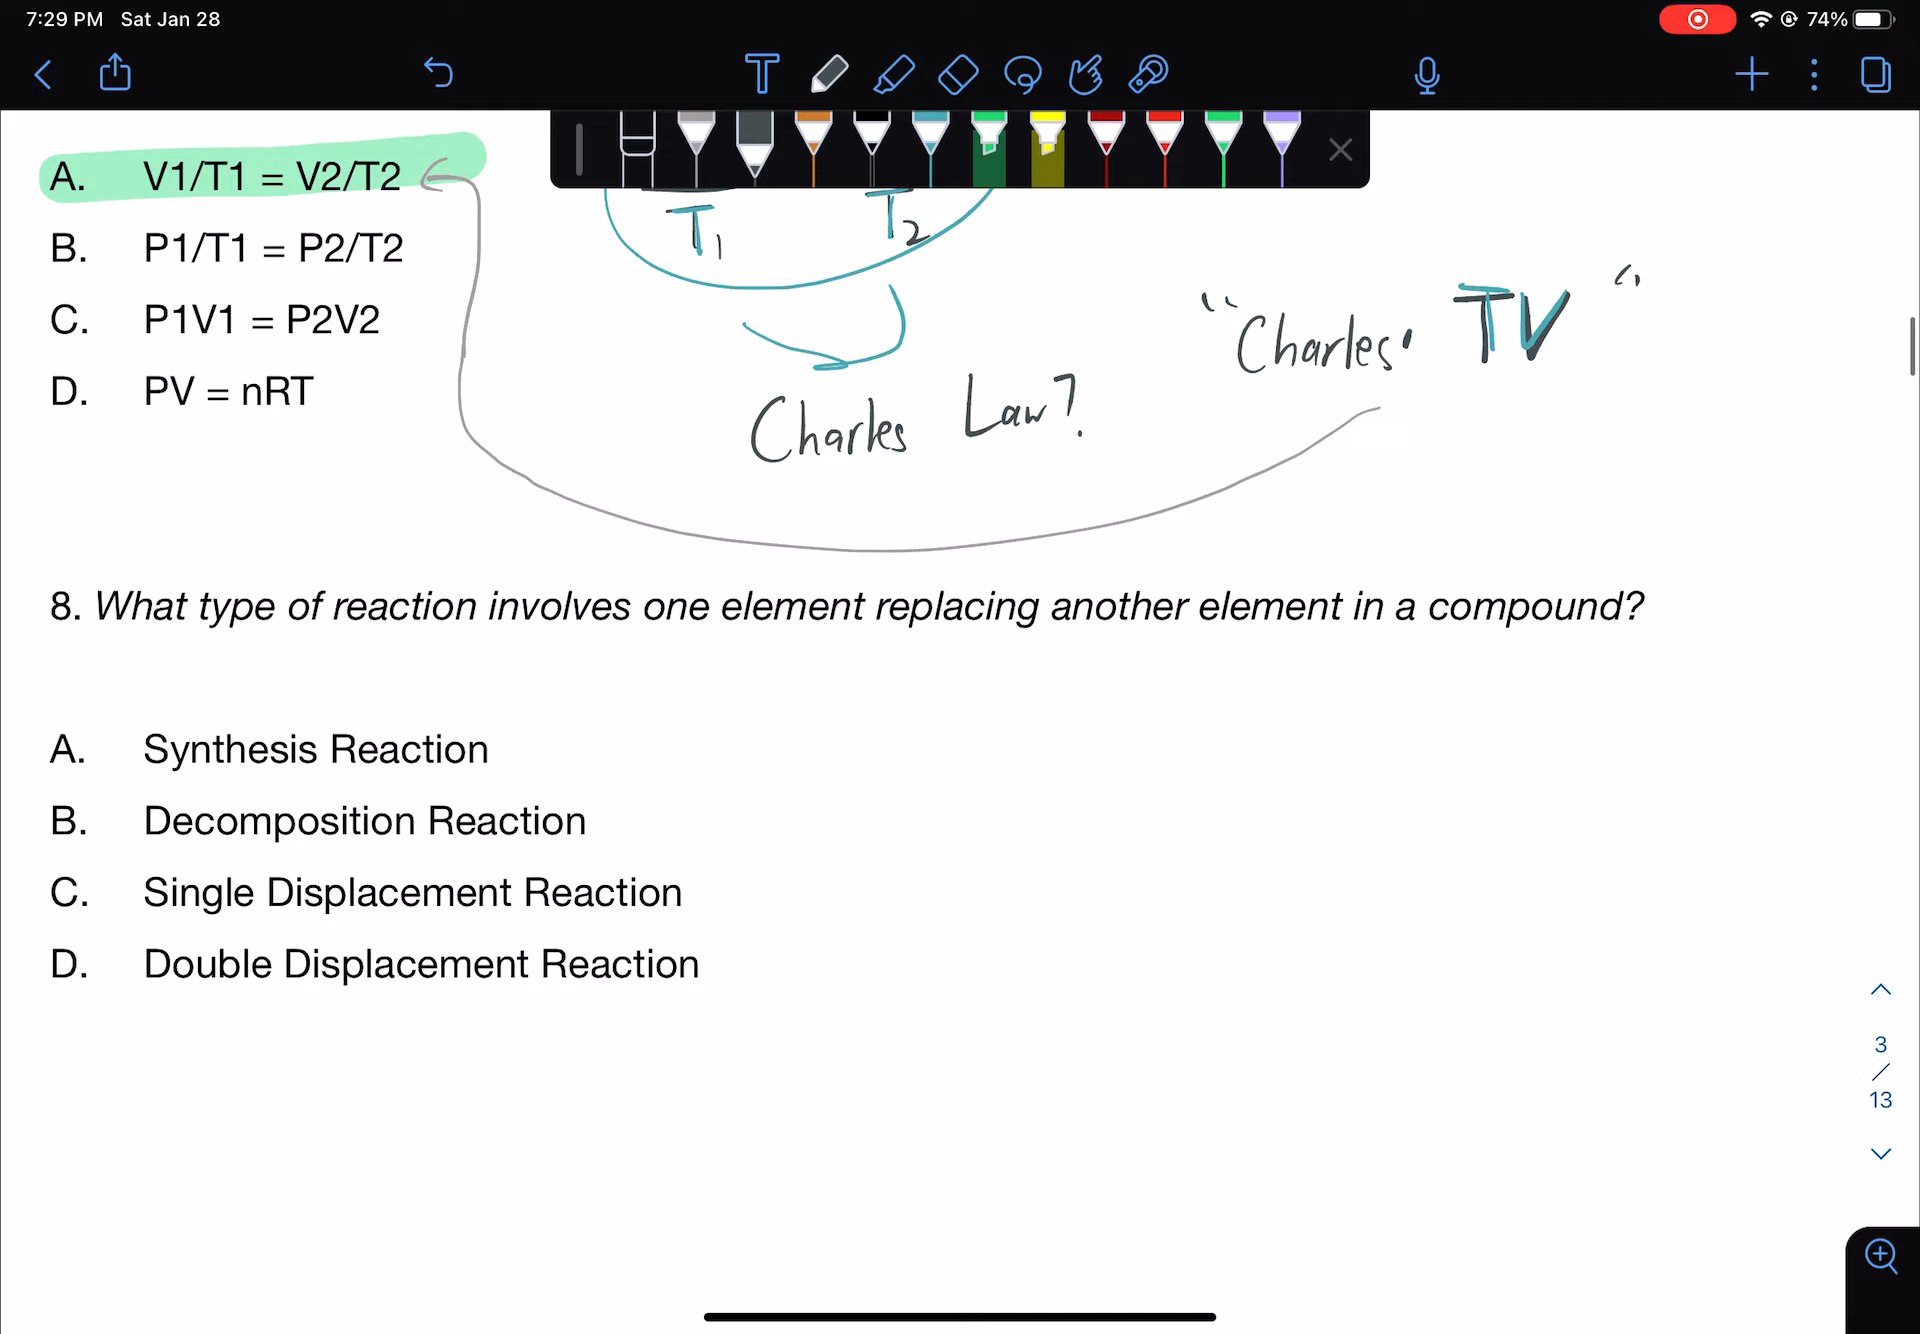 7:29 PM Sat Jan 28
74%
A. V1/T1 = V2/T2
B. P1/T1 = P2/T2
C. P1V1 = P2V2
D. PV = nRT
T1 T2
"Charles' TV"
Charles Law?
8. What type of reaction involves one element replacing another element in a compound?
A. Synthesis Reaction
B. Decomposition Reaction
C. Single Displacement Reaction
D. Double Displacement Reaction
3
/
13